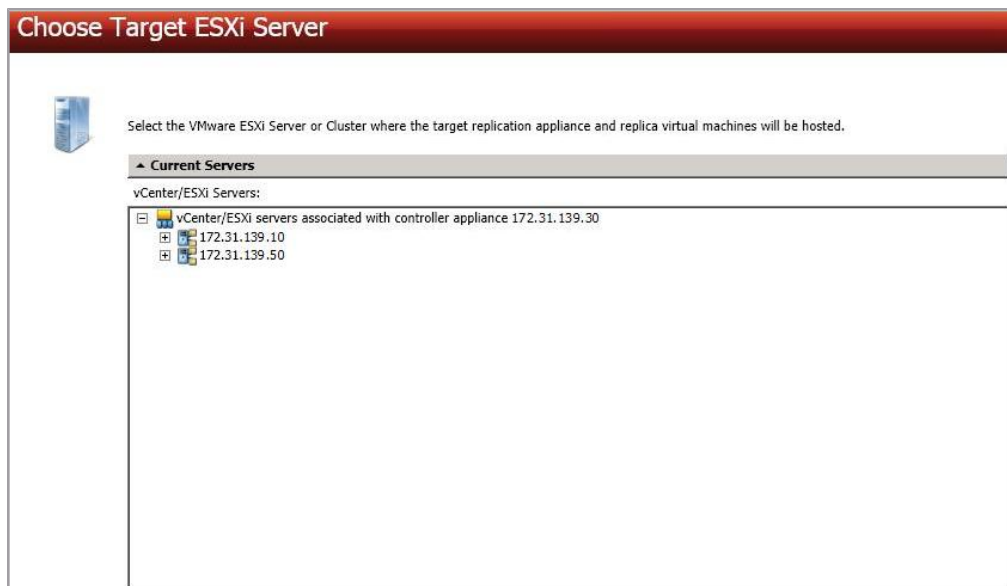 Choose Target ESXi Server
Select the VMware ESXi Server or Cluster where the target replication appliance and replica virtual machines will be hosted.
Current Servers
vCenter/ESXi Servers:
vCenter/ESXi servers associated with controller appliance 172.31.139.30
172.31.139.10
172.31.139.50